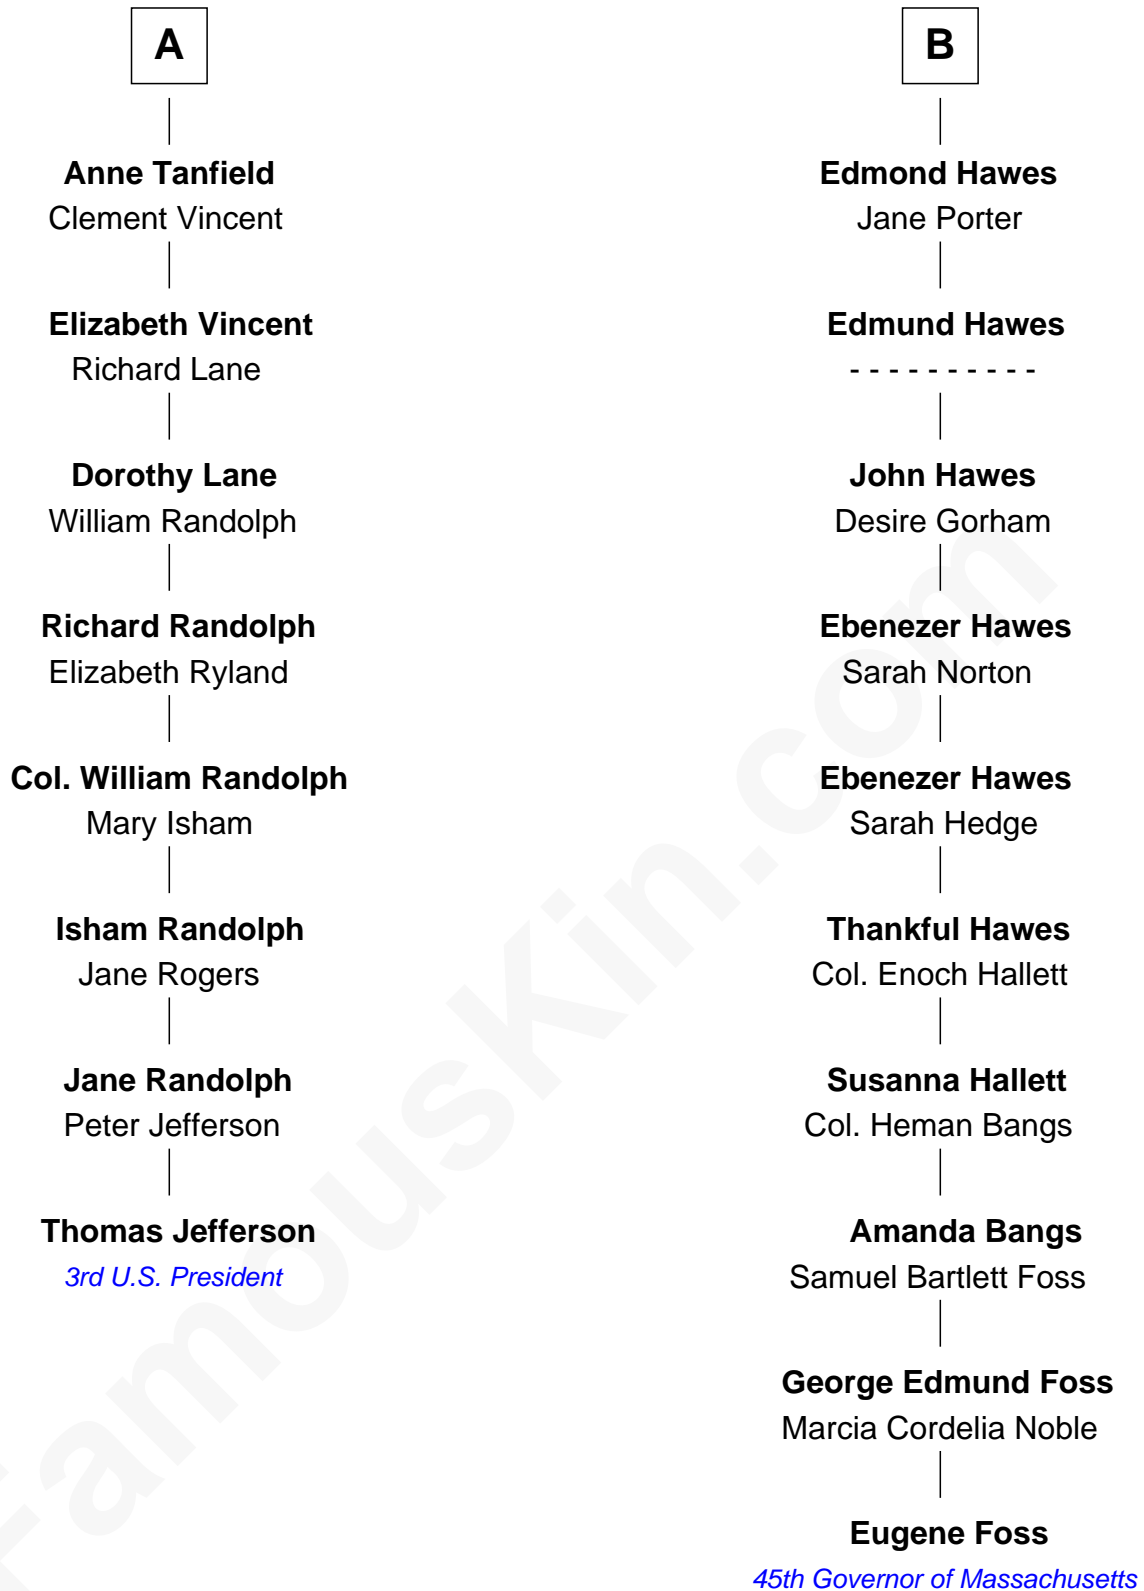 A
Anne Tanfield
Clement Vincent
Elizabeth Vincent
Richard Lane
Dorothy Lane
William Randolph
Richard Randolph
Elizabeth Ryland
Col. William Randolph
Mary Isham
Isham Randolph
Jane Rogers
Jane Randolph
Peter Jefferson
Thomas Jefferson
3rd U.S. President
B
Edmond Hawes
Jane Porter
Edmund Hawes
- - - - - - - - - -
John Hawes
Desire Gorham
Ebenezer Hawes
Sarah Norton
Ebenezer Hawes
Sarah Hedge
Thankful Hawes
Col. Enoch Hallett
Susanna Hallett
Col. Heman Bangs
Amanda Bangs
Samuel Bartlett Foss
George Edmund Foss
Marcia Cordelia Noble
Eugene Foss
45th Governor of Massachusetts
FamousKin.com